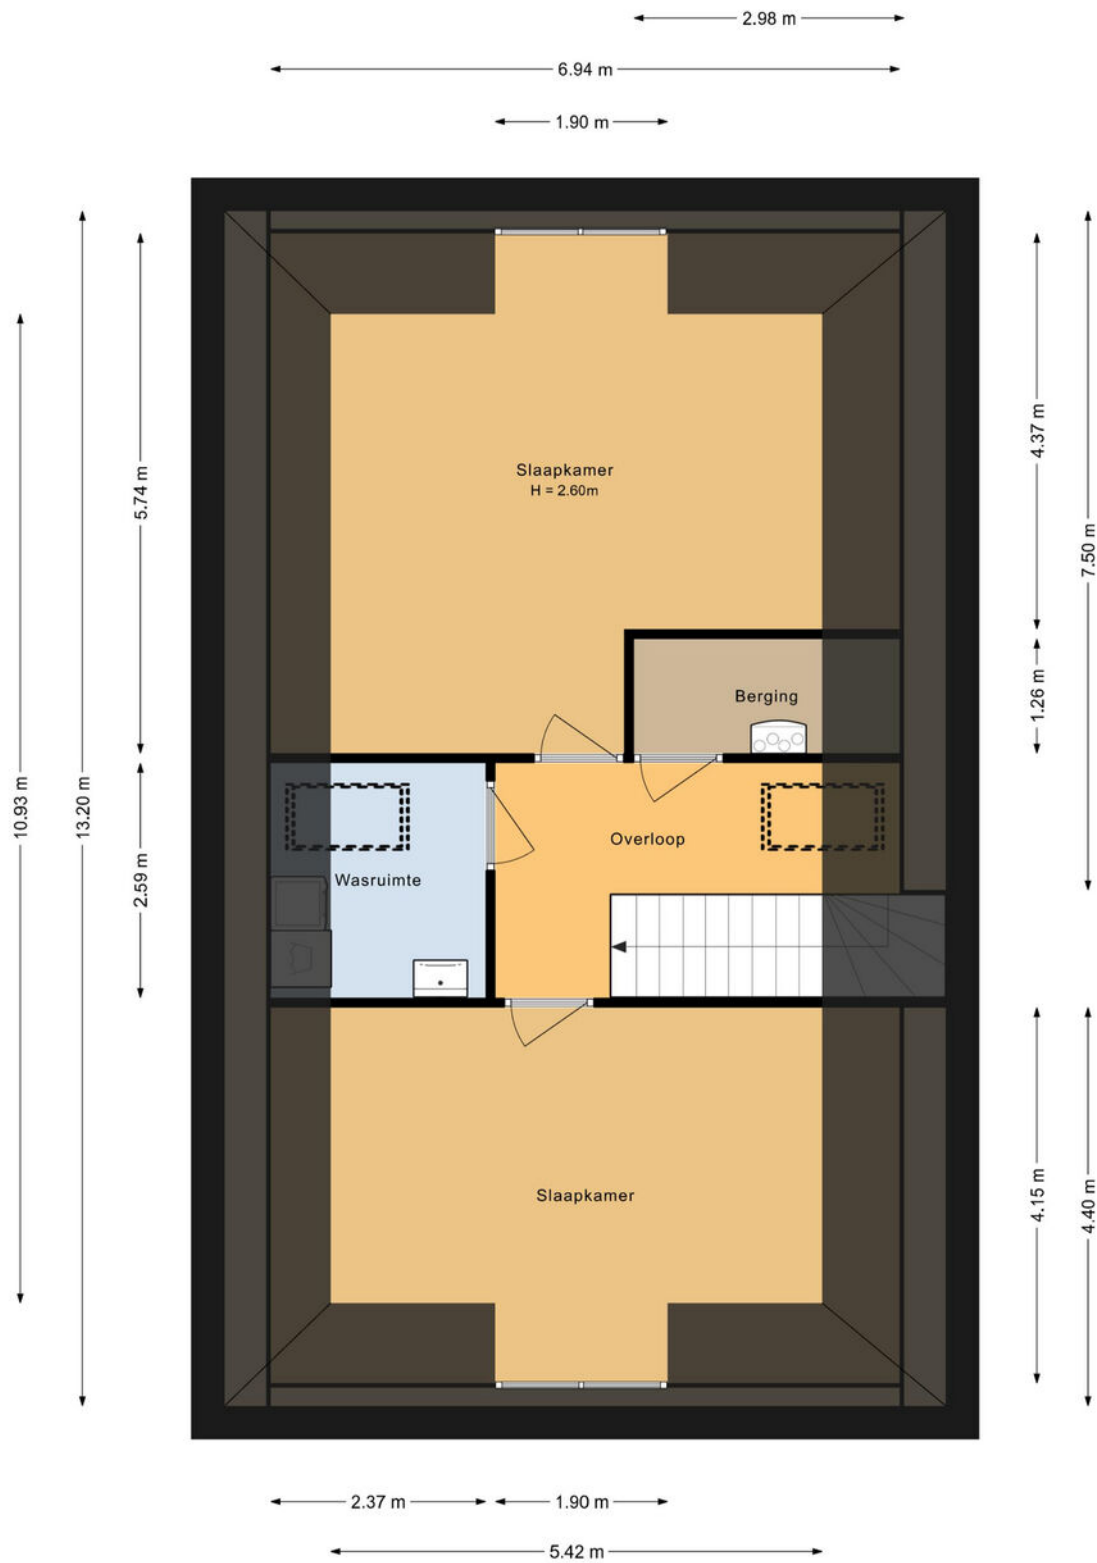 2.98 m
6.94 m
1.90 m
Slaapkamer
H = 2.60m
5.74 m
4.37 m
7.50 m
10.93 m
13.20 m
Berging
1.26 m
Overloop
Wasruimte
2.59 m
Slaapkamer
4.15 m
4.40 m
2.37 m
1.90 m
5.42 m